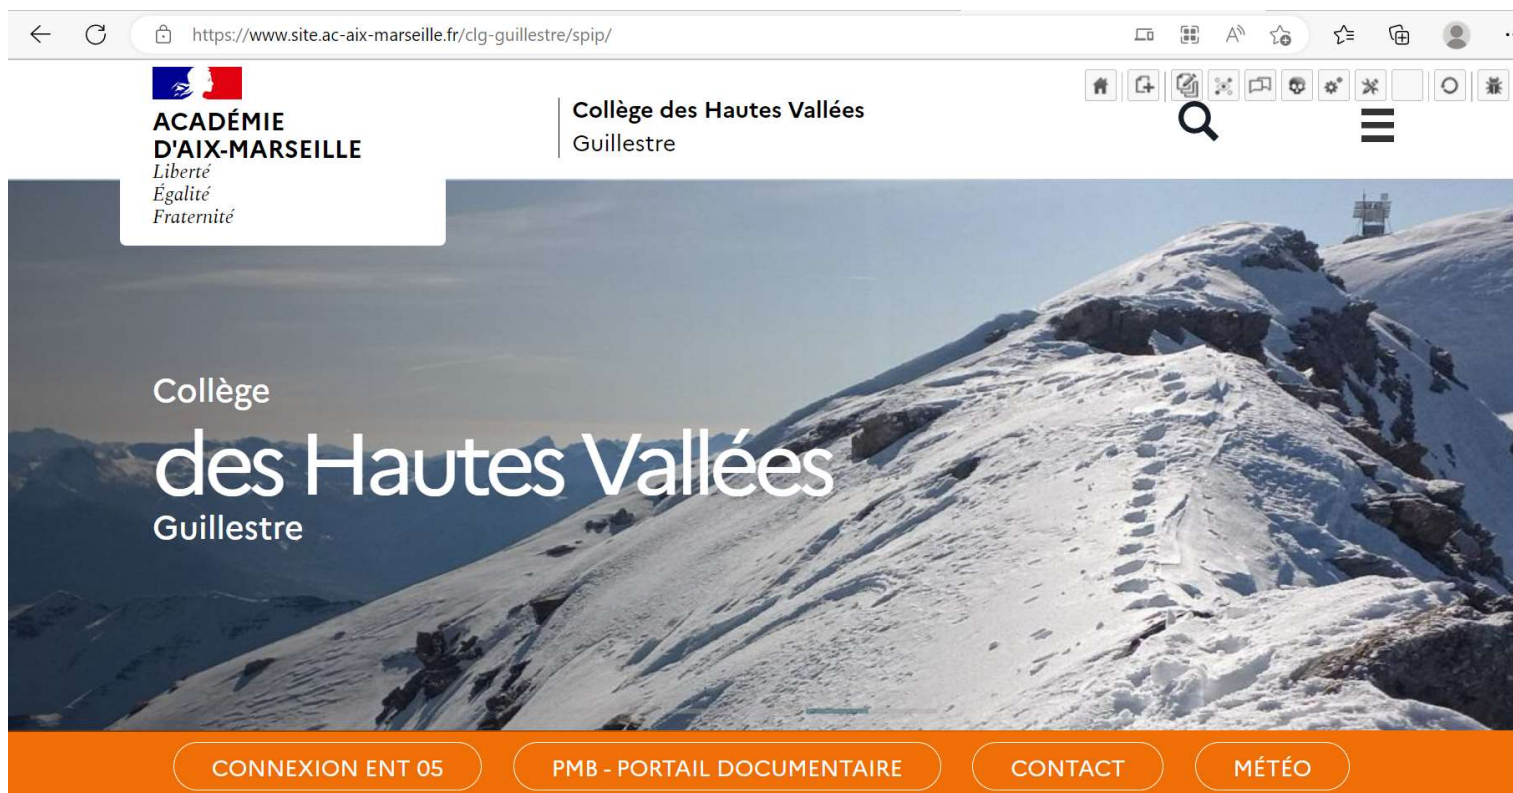 https://www.site.ac-aix-marseille.fr/clg-guillestre/spip/
ACADÉMIE
D'AIX-MARSEILLE
Liberté
Égalité
Fraternité
Collège des Hautes Vallées
Guillestre
Collège
des Hautes Vallées
Guillestre
CONNEXION ENT 05
PMB - PORTAIL DOCUMENTAIRE
CONTACT
MÉTÉO